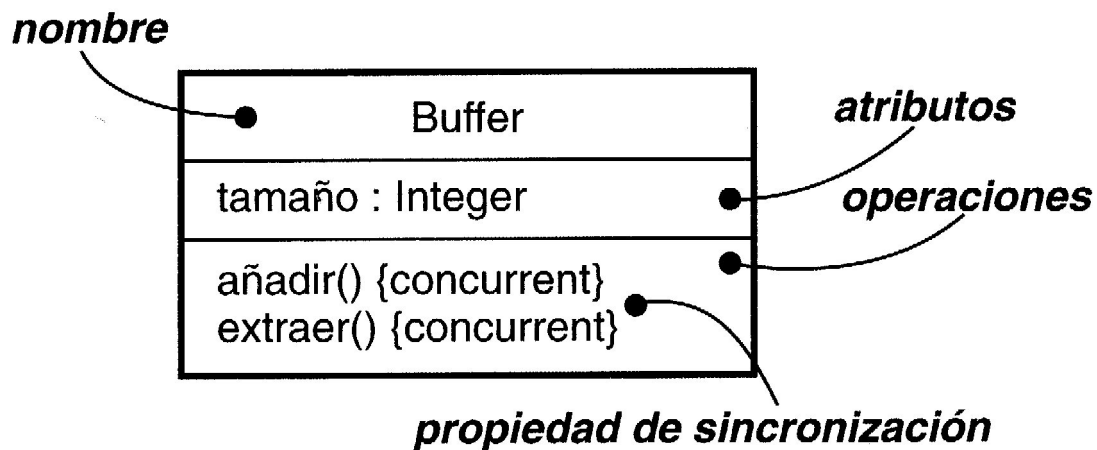 nombre
Buffer
atributos
tamaño : Integer
operaciones
añadir() {concurrent}
extraer() {concurrent}
propiedad de sincronización